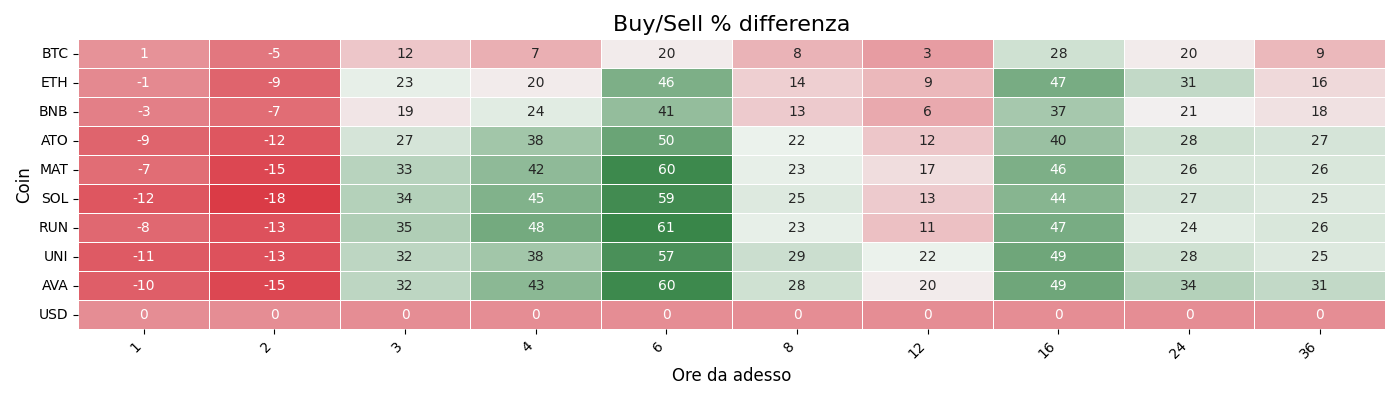 Buy/Sell % differenza
Coin
BTC 1 -5 12 7 20 8 3 28 20 9
ETH -1 -9 23 20 46 14 9 47 31 16
BNB -3 -7 19 24 41 13 6 37 21 18
ATO -9 -12 27 38 50 22 12 40 28 27
MAT -7 -15 33 42 60 23 17 46 26 26
SOL -12 -18 34 45 59 25 13 44 27 25
RUN -8 -13 35 48 61 23 11 47 24 26
UNI -11 -13 32 38 57 29 22 49 28 25
AVA -10 -15 32 43 60 28 20 49 34 31
USD 0 0 0 0 0 0 0 0 0 0
1 2 3 4 6 8 12 16 24 36
Ore da adesso